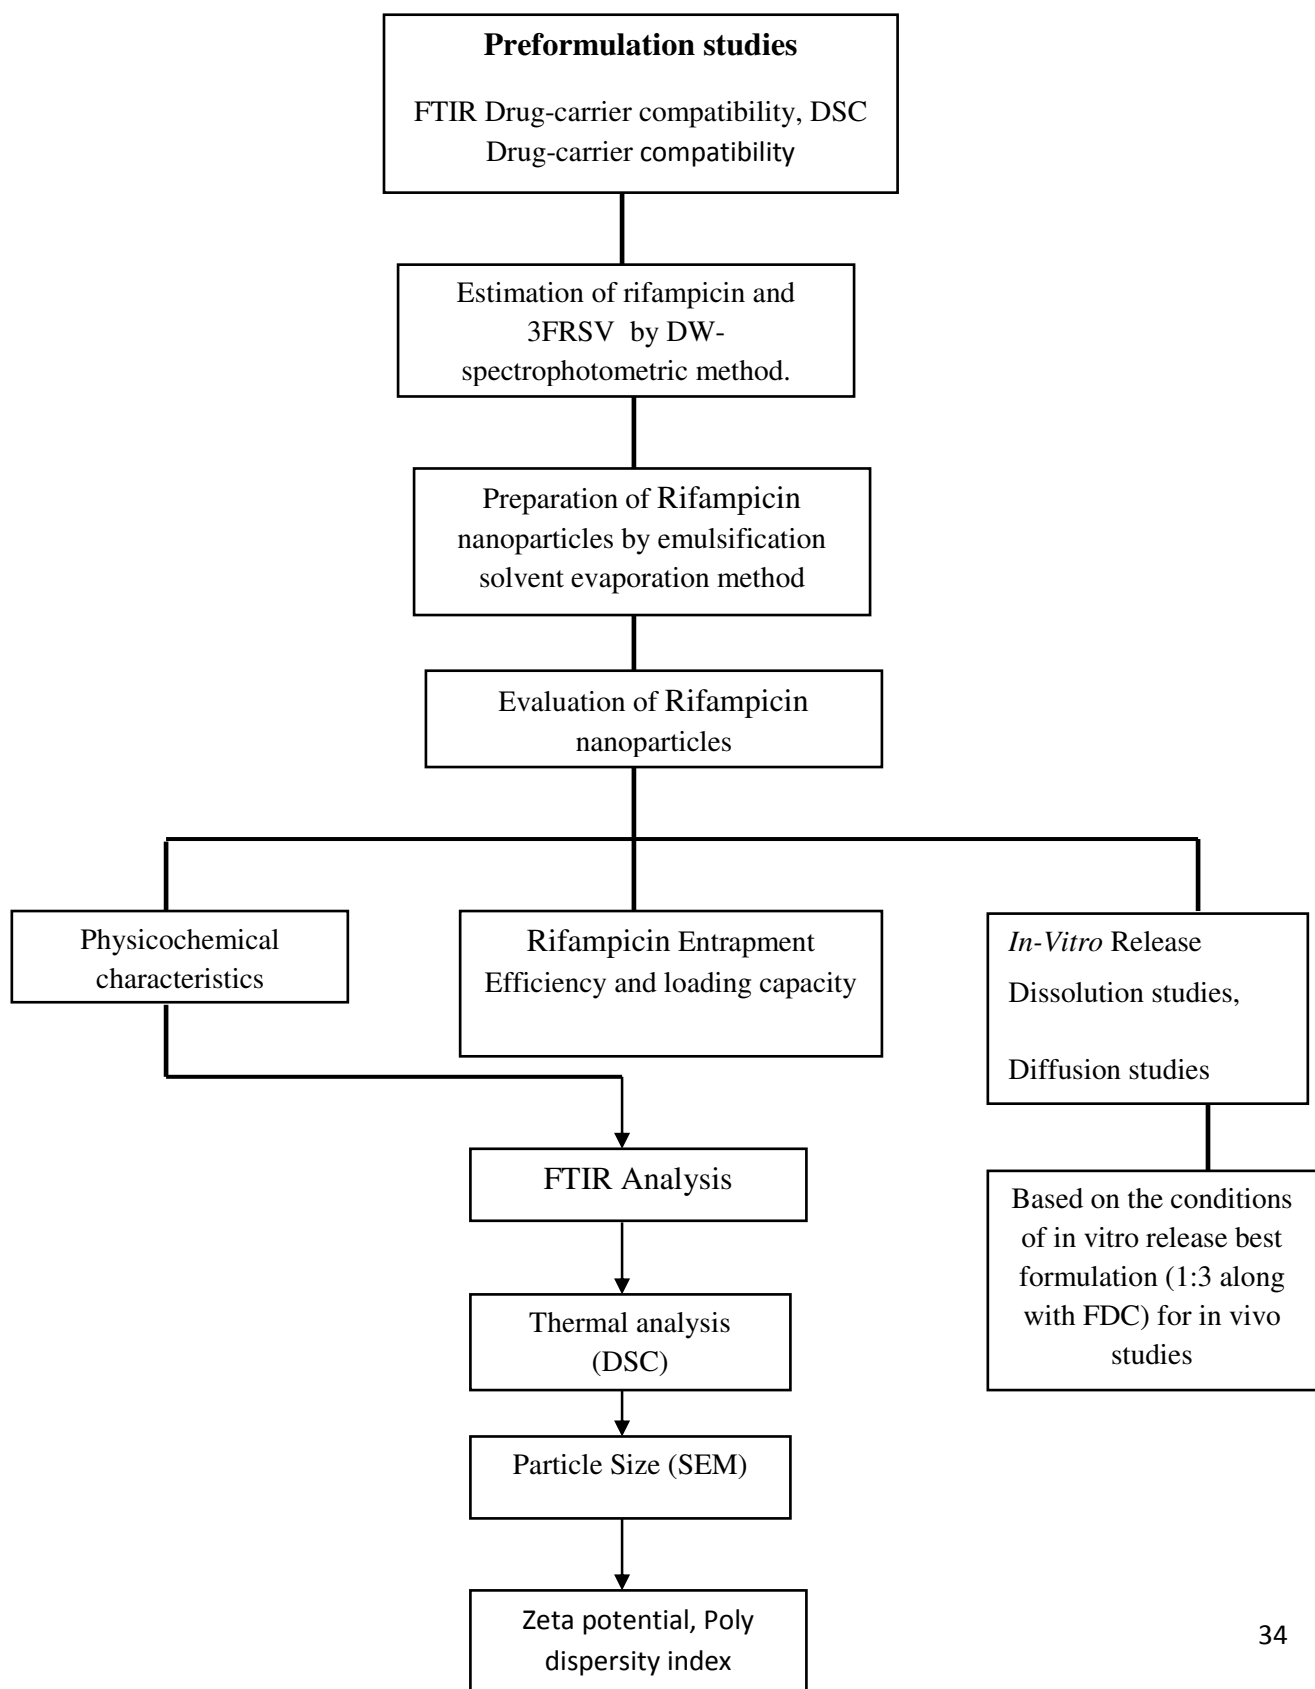 Preformulation studies
FTIR Drug-carrier compatibility, DSC
Drug-carrier compatibility
Estimation of rifampicin and
3FRSV  by DW-
spectrophotometric method.
Preparation of Rifampicin
nanoparticles by emulsification
solvent evaporation method
Evaluation of Rifampicin
nanoparticles
Physicochemical
characteristics
Rifampicin Entrapment
Efficiency and loading capacity
In-Vitro Release
Dissolution studies,
Diffusion studies
FTIR Analysis
Based on the conditions
of in vitro release best
formulation (1:3 along
with FDC) for in vivo
studies
Thermal analysis
(DSC)
Particle Size (SEM)
Zeta potential, Poly
dispersity index
34